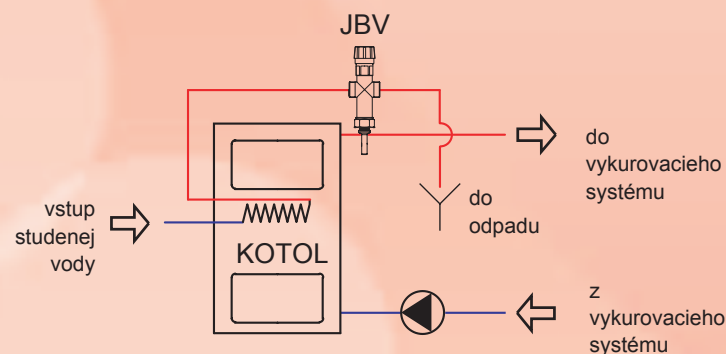 JBV
do
vykurovacieho
systému
do
odpadu
vstup
studenej
vody
KOTOL
z
vykurovacieho
systému